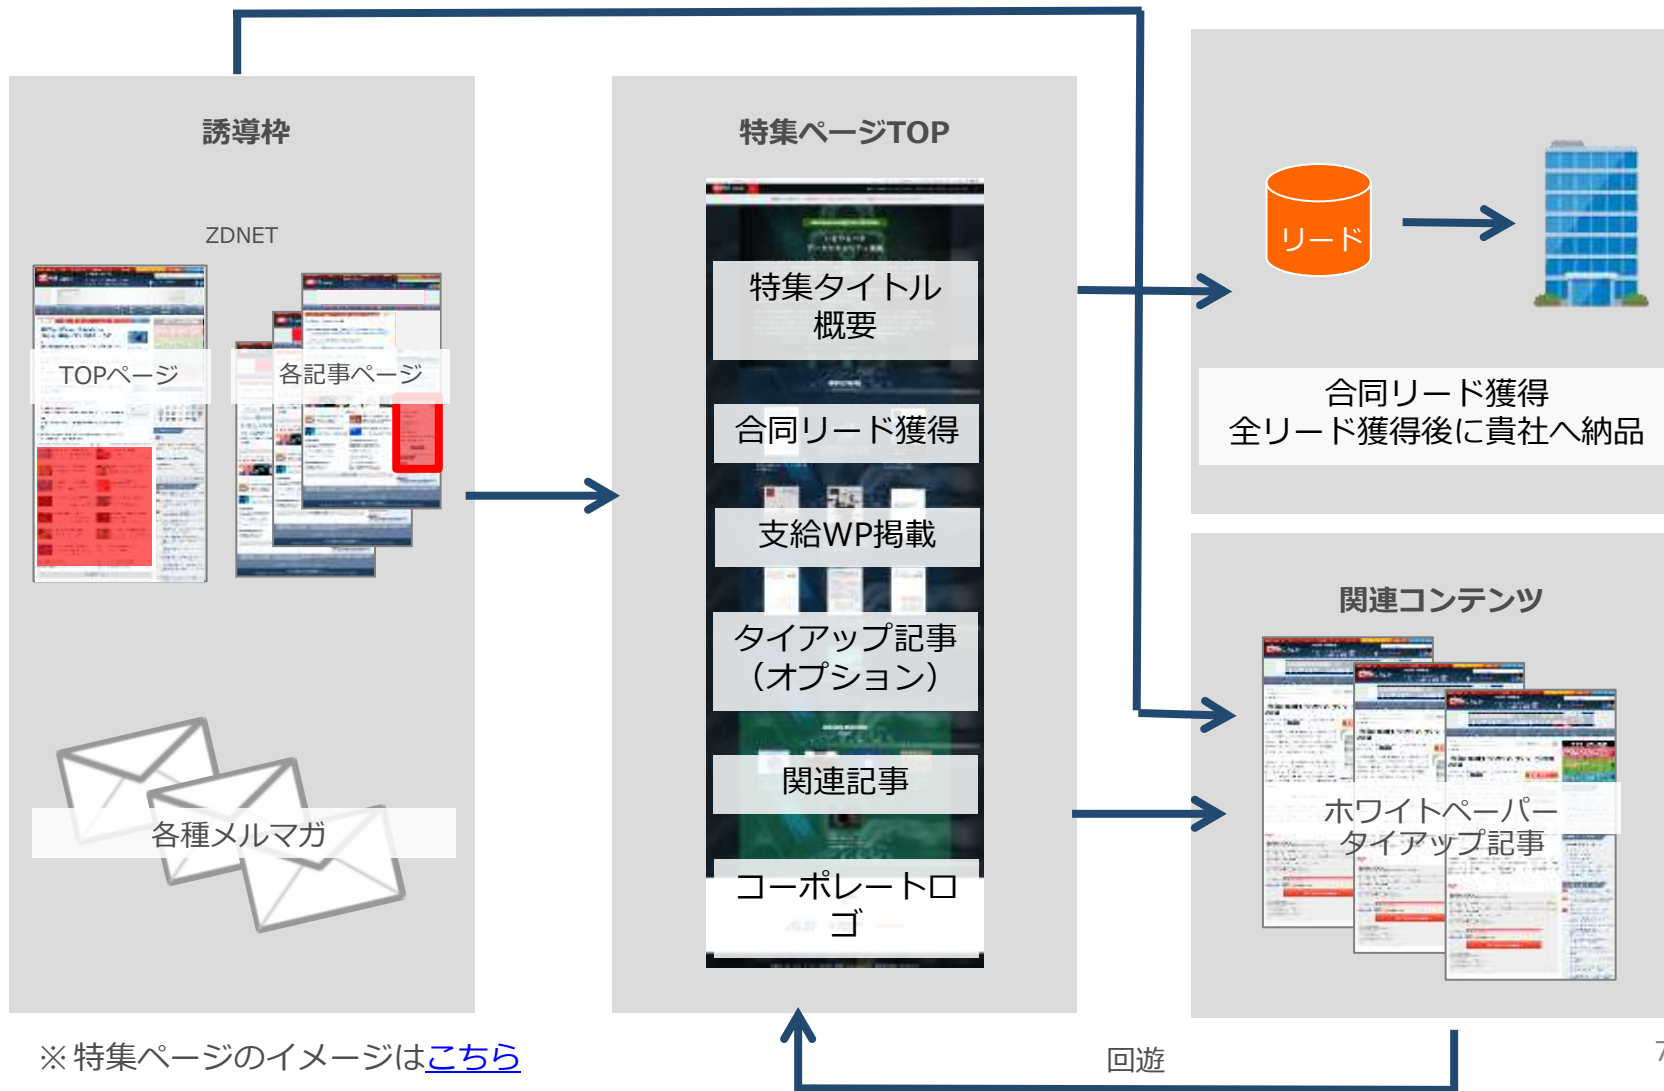 誘導枠
ZDNET
TOPページ
各記事ページ
各種メルマガ
特集ページTOP
特集タイトル
概要
合同リード獲得
支給WP掲載
タイアップ記事
（オプション）
関連記事
コーポレートロ
ゴ
リード
合同リード獲得
全リード獲得後に貴社へ納品
関連コンテンツ
ホワイトペーパー
タイアップ記事
回遊
※特集ページのイメージはこちら
7